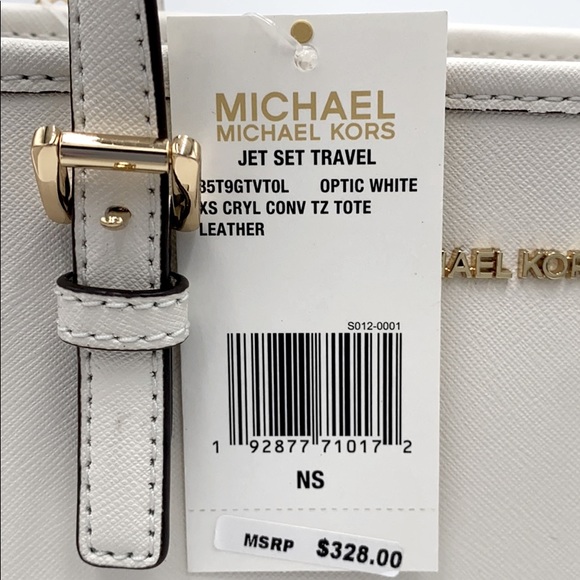 MICHAEL
MICHAEL KORS
JET SET TRAVEL
35T9GTVT0L OPTIC WHITE
XS CRYL CONV TZ TOTE
LEATHER
S012-0001
1 92877 71017 2
NS
MSRP $328.00
HAEL KOR